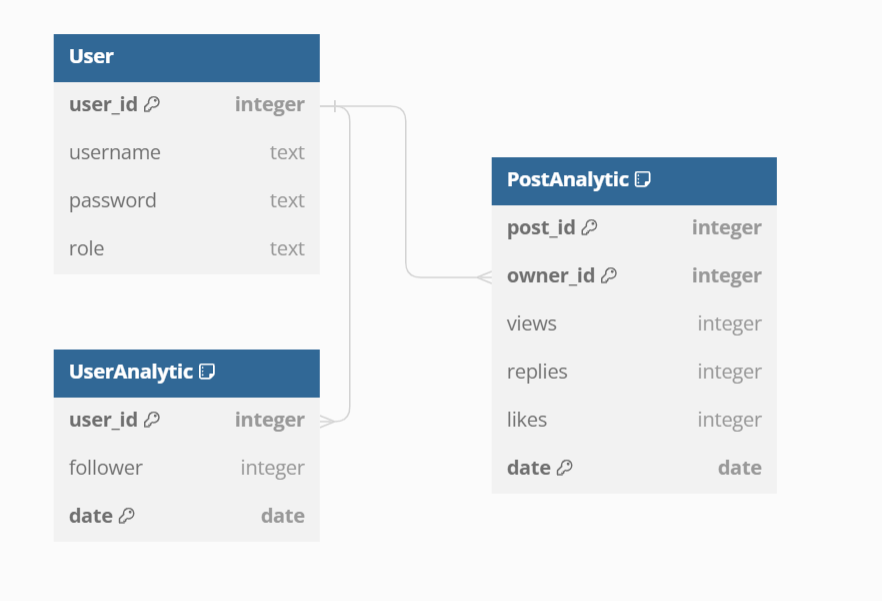 User
user_id integer
username text
password text
role text
UserAnalytic
user_id integer
follower integer
date date
PostAnalytic
post_id integer
owner_id integer
views integer
replies integer
likes integer
date date